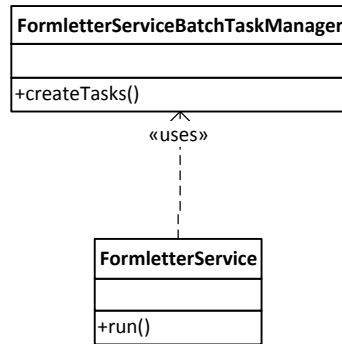 FormletterServiceBatchTaskManager
+createTasks()
«uses»
FormletterService
+run()